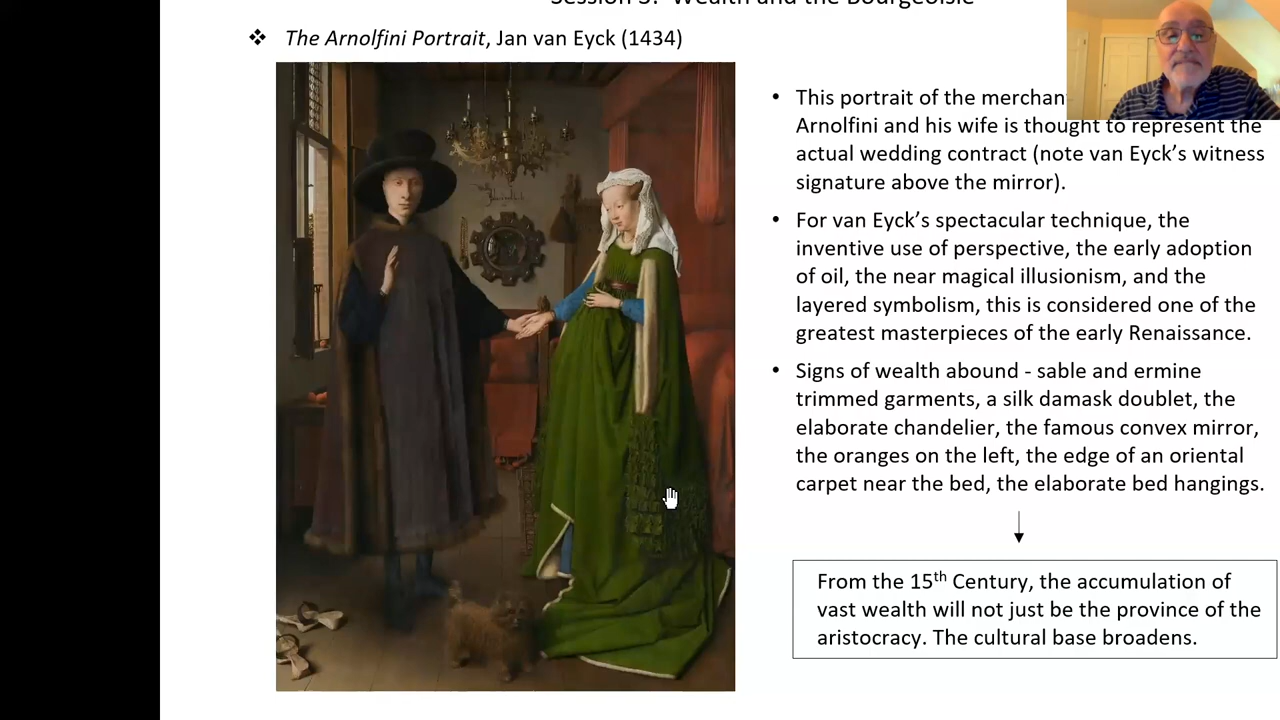 Session 3: Wealth and the Bourgeoisie
❖ The Arnolfini Portrait, Jan van Eyck (1434)
• This portrait of the merchan
Arnolfini and his wife is thought to represent the
actual wedding contract (note van Eyck’s witness
signature above the mirror).
• For van Eyck’s spectacular technique, the
inventive use of perspective, the early adoption
of oil, the near magical illusionism, and the
layered symbolism, this is considered one of the
greatest masterpieces of the early Renaissance.
• Signs of wealth abound - sable and ermine
trimmed garments, a silk damask doublet, the
elaborate chandelier, the famous convex mirror,
the oranges on the left, the edge of an oriental
carpet near the bed, the elaborate bed hangings.
From the 15th Century, the accumulation of
vast wealth will not just be the province of the
aristocracy. The cultural base broadens.